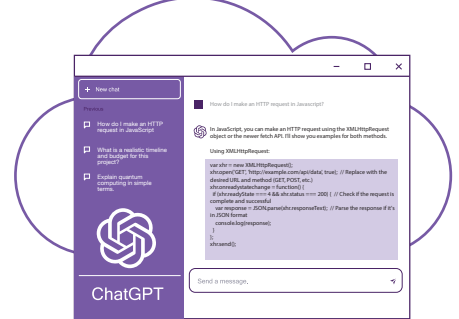 + New chat
Previous
How do I make an HTTP
request in JavaScript
What is a realistic timeline
and budget for this
project?
Explain quantum
computing in simple
terms.
ChatGPT
How do I make an HTTP request in Javascript?
In JavaScript, you can make an HTTP request using the XMLHttpRequest
object or the newer fetch API. I'll show you examples for both methods.
Using XMLHttpRequest:
var xhr = new XMLHttpRequest();
xhr.open('GET', 'http://example.com/api/data', true); // Replace with the
desired URL and method (GET, POST, etc.)
xhr.onreadystatechange = function() {
if (xhr.readyState === 4 && xhr.status === 200) { // Check if the request is
complete and successful
var response = JSON.parse(xhr.responseText); // Parse the response if it's
in JSON format
console.log(response);
}
};
xhr.send();
Send a message,